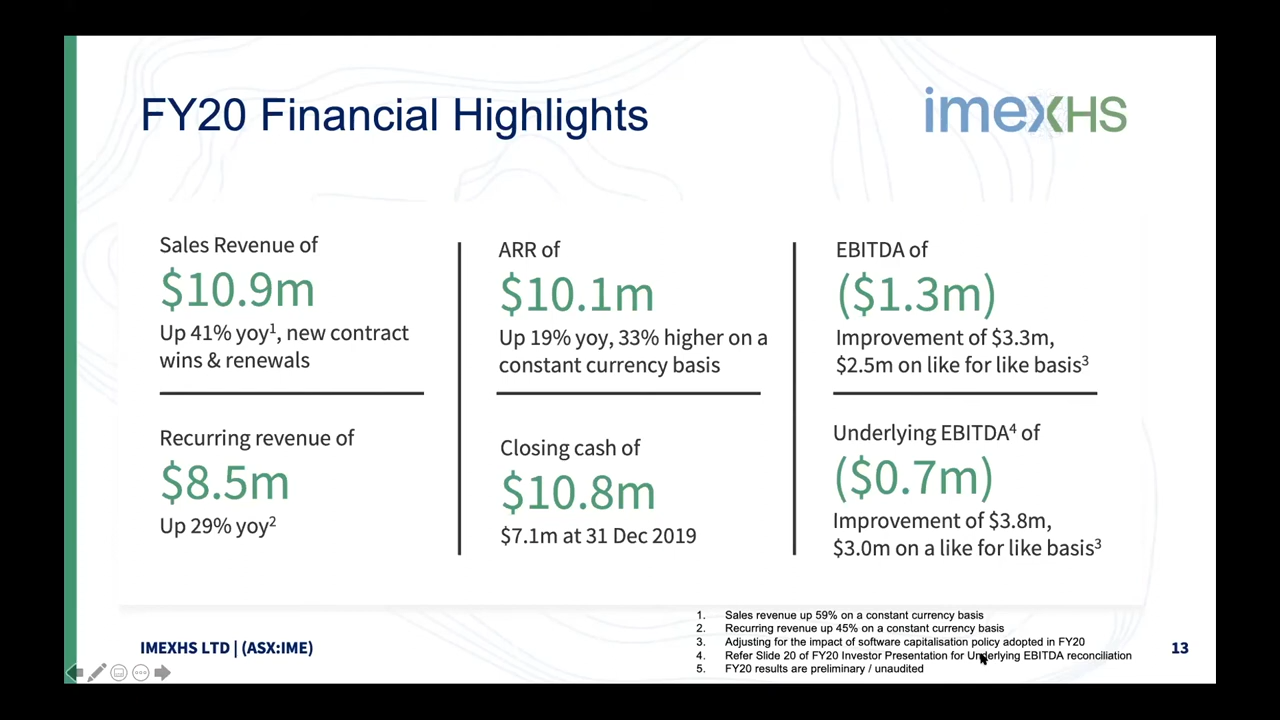 FY20 Financial Highlights
imexHS
Sales Revenue of
$10.9m
Up 41% yoy¹, new contract
wins & renewals
Recurring revenue of
$8.5m
Up 29% yoy²
ARR of
$10.1m
Up 19% yoy, 33% higher on a
constant currency basis
Closing cash of
$10.8m
$7.1m at 31 Dec 2019
EBITDA of
($1.3m)
Improvement of $3.3m,
$2.5m on like for like basis³
Underlying EBITDA⁴ of
($0.7m)
Improvement of $3.8m,
$3.0m on a like for like basis³
1. Sales revenue up 59% on a constant currency basis
2. Recurring revenue up 45% on a constant currency basis
3. Adjusting for the impact of software capitalisation policy adopted in FY20
4. Refer Slide 20 of FY20 Investor Presentation for Underlying EBITDA reconciliation
5. FY20 results are preliminary / unaudited
IMEXHS LTD | (ASX:IME)
13